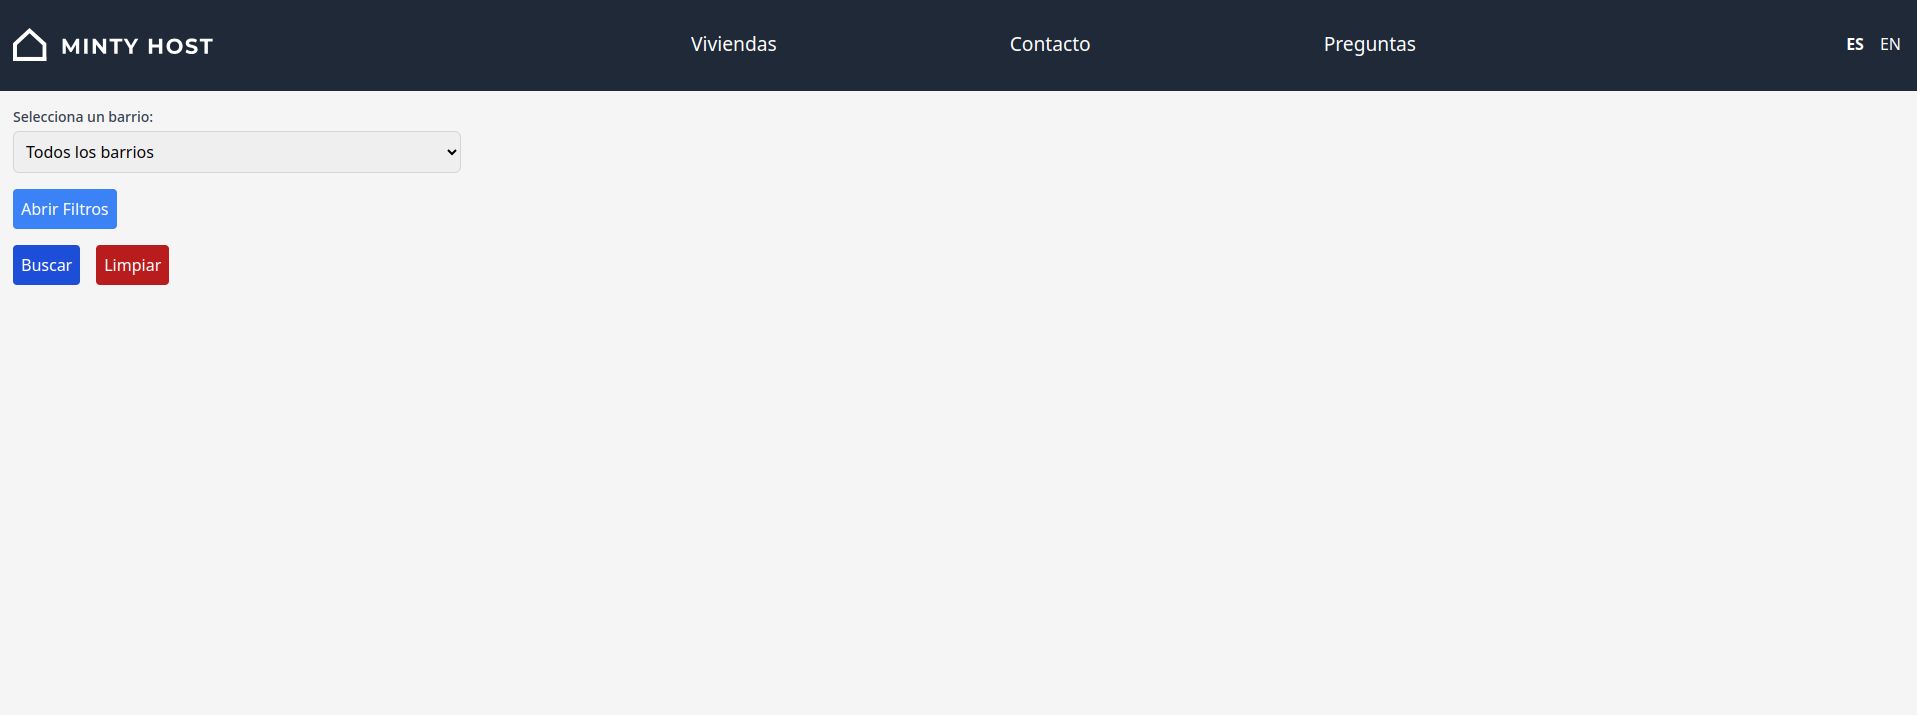 MINTY HOST
Viviendas
Contacto
Preguntas
ES EN
Selecciona un barrio:
Todos los barrios
Abrir Filtros
Buscar
Limpiar